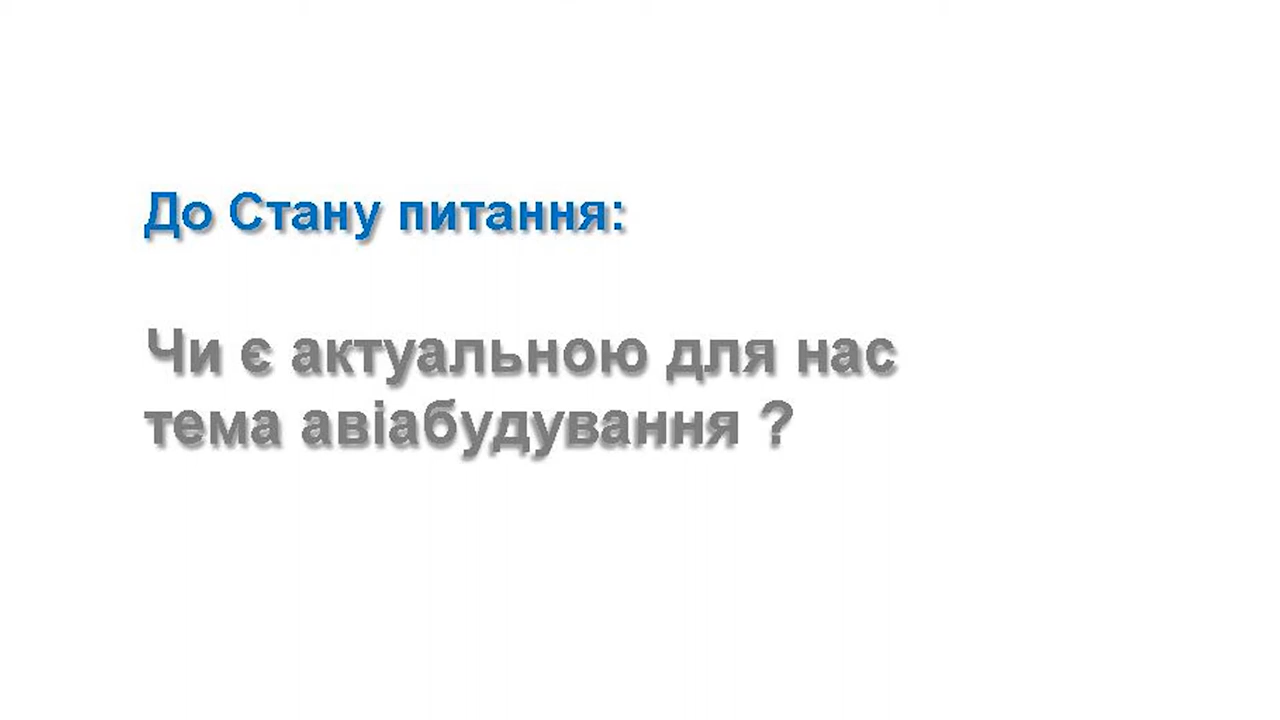 До Стану питання:
Чи є актуальною для нас
тема авіабудування ?